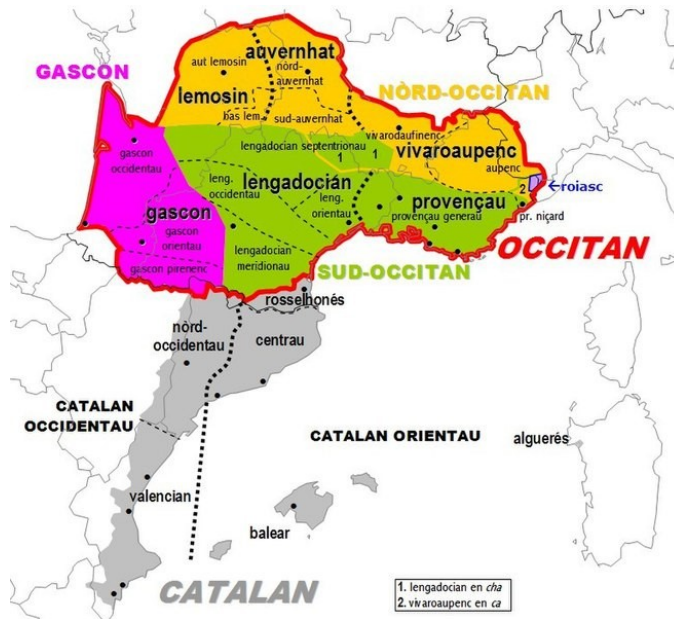 auvernhat
aut lemosin
nòrd-
auvernhat
GASCON
NÒRD-OCCITAN
lemosin
bas lem.
sud-auvernhat
vivarodaufinenc
gascon
occidentau
lengadocian septentrionau
1
1
vivaroaupenc
aupenc
leng.
occidentau
lengadocian
2
←roiasc
gascon
leng.
orientau
provençau
provençau generau
pr. niçard
gascon
orientau
OCCITAN
lengadocian
meridionau
gascon pirenenc
SUD-OCCITAN
rosselhonés
nòrd-
occidentau
centrau
CATALAN
OCCIDENTAU
CATALAN ORIENTAU
alguerés
valencian
balear
CATALAN
1. lengadocian en cha
2. vivaroaupenc en ca